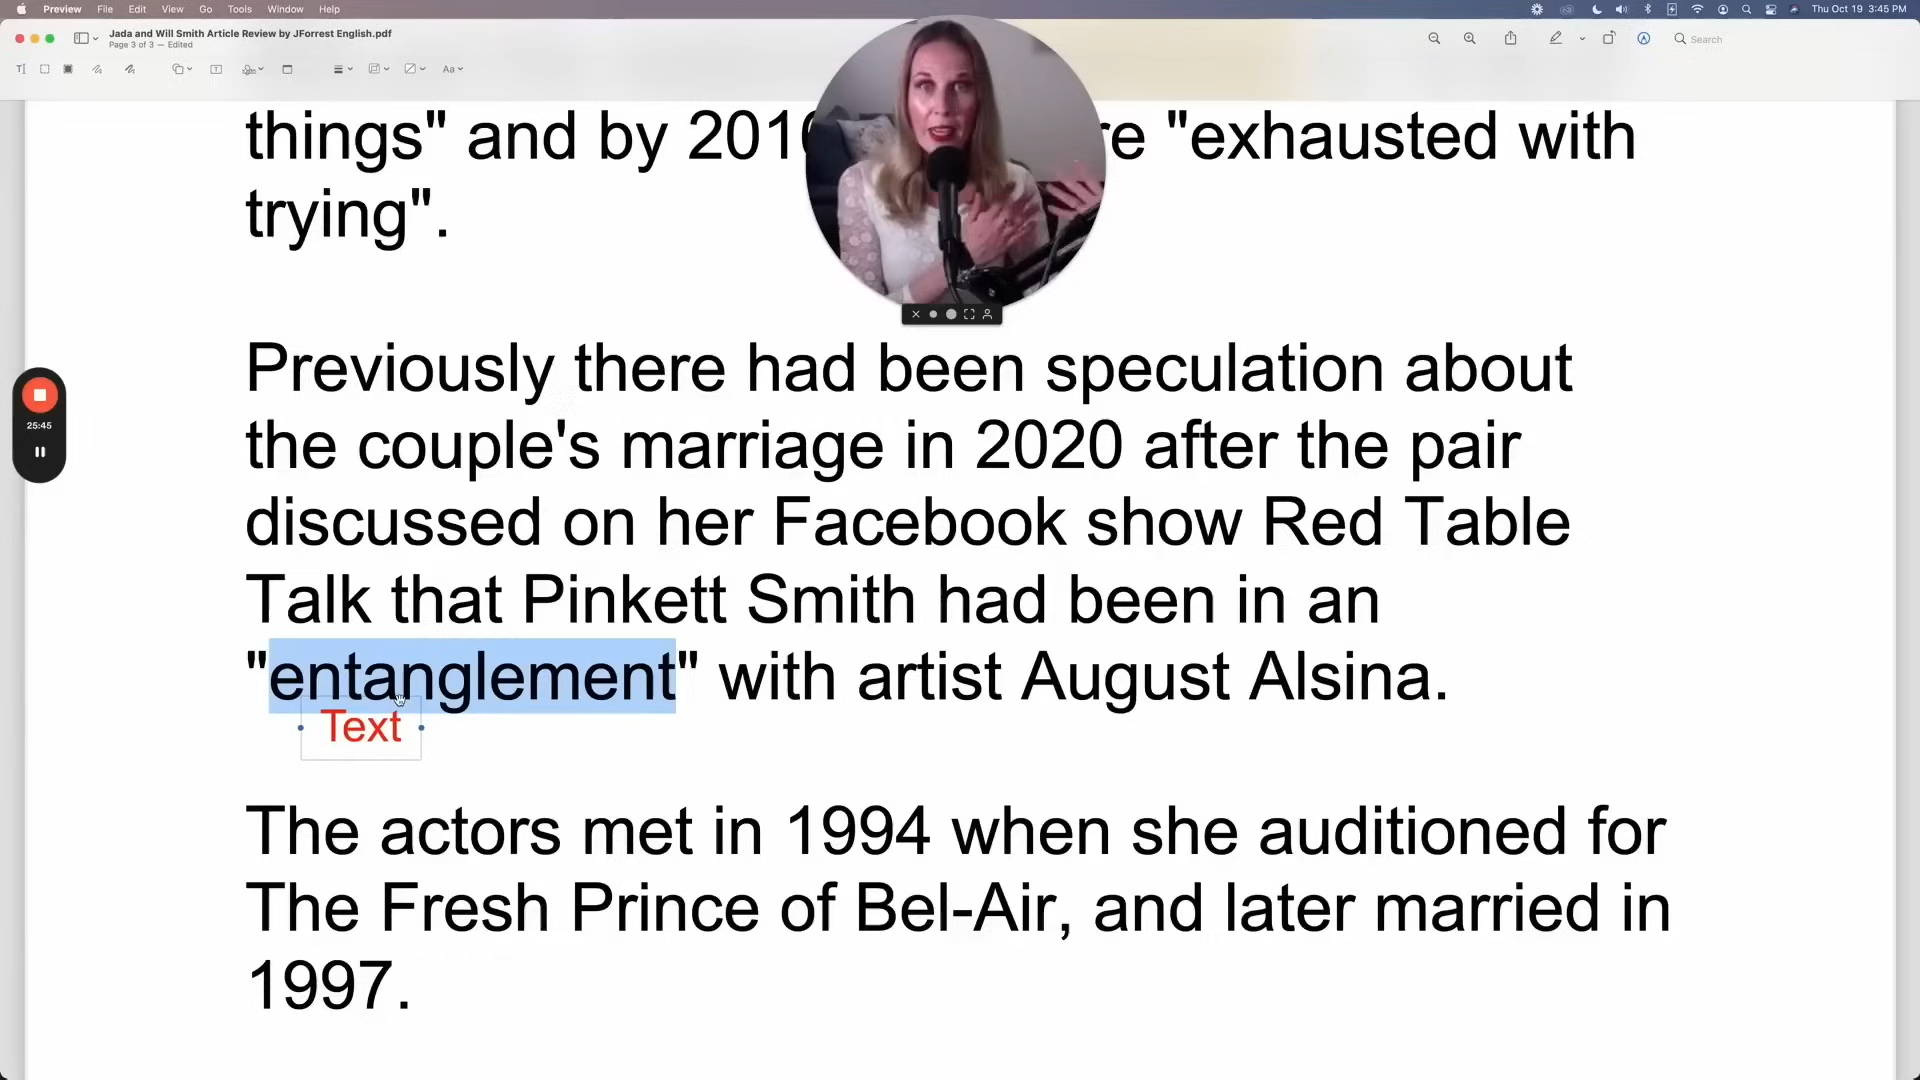 Preview File Edit View Go Tools Window Help
Thu Oct 19 3:45 PM
Jada and Will Smith Article Review by JForrest English.pdf
Page 3 of 3 — Edited
Search
Aa
things" and by 201 re "exhausted with
trying".
Previously there had been speculation about
the couple's marriage in 2020 after the pair
discussed on her Facebook show Red Table
Talk that Pinkett Smith had been in an
"entanglement" with artist August Alsina.
Text
25:45
The actors met in 1994 when she auditioned for
The Fresh Prince of Bel-Air, and later married in
1997.